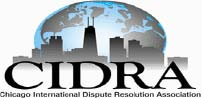 CIDRA
Chicago International Dispute Resolution Association